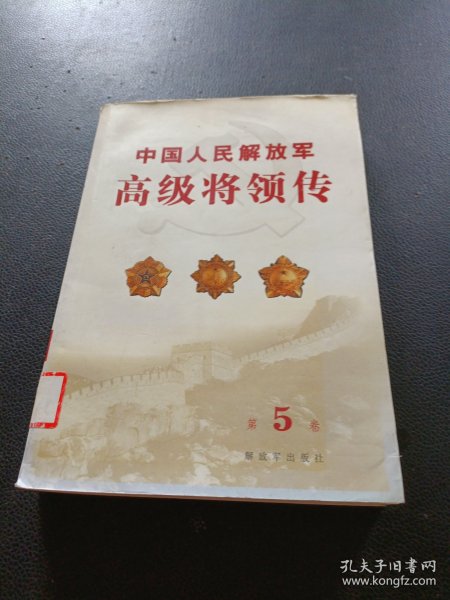 中国人民解放军
高级将领传
第5卷
解放军出版社
孔夫子旧书网
www.kongfz.com